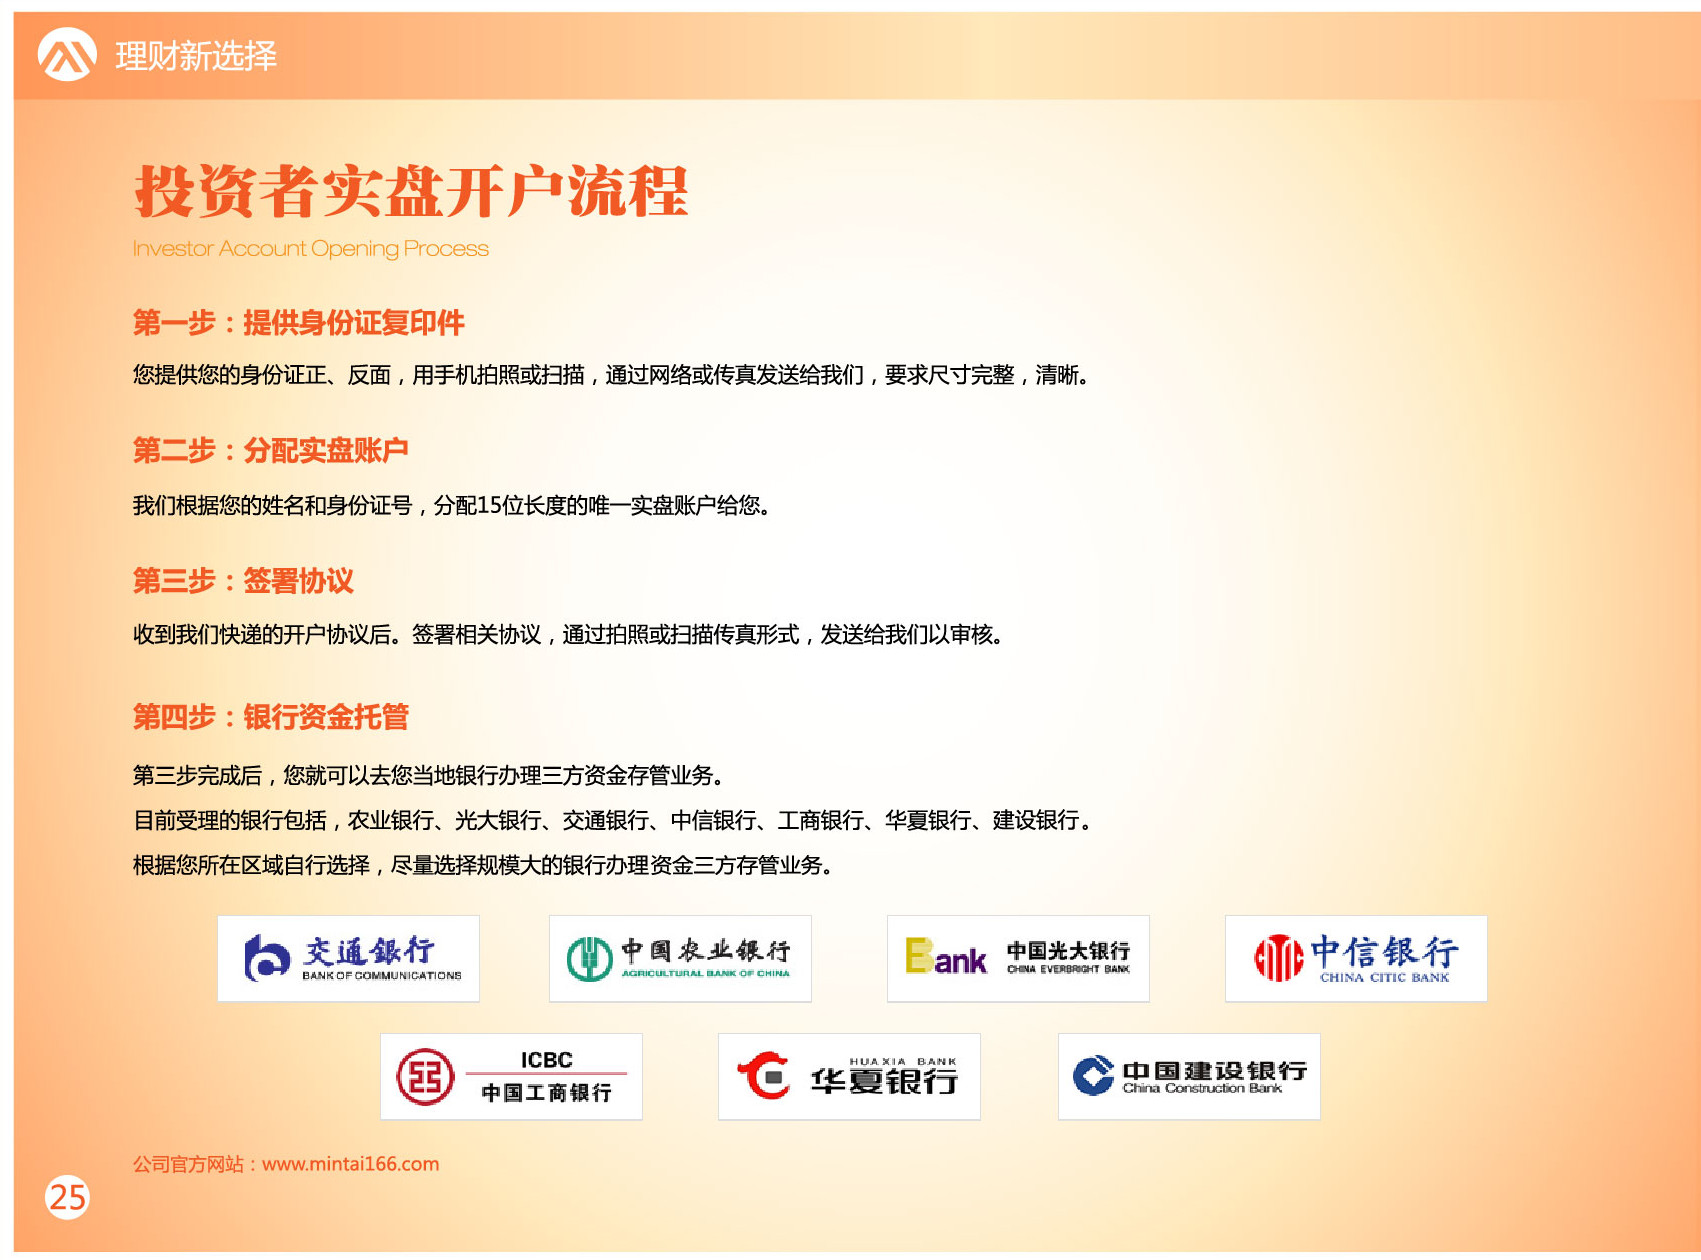 理财新选择
投资者实盘开户流程
Investor Account Opening Process
第一步：提供身份证复印件
您提供您的身份证正、反面，用手机拍照或扫描，通过网络或传真发送给我们，要求尺寸完整，清晰。
第二步：分配实盘账户
我们根据您的姓名和身份证号，分配15位长度的唯一实盘账户给您。
第三步：签署协议
收到我们快递的开户协议后。签署相关协议，通过拍照或扫描传真形式，发送给我们以审核。
第四步：银行资金托管
第三步完成后，您就可以去您当地银行办理三方资金存管业务。
目前受理的银行包括，农业银行、光大银行、交通银行、中信银行、工商银行、华夏银行、建设银行。
根据您所在区域自行选择，尽量选择规模大的银行办理资金三方存管业务。
交通銀行
BANK OF COMMUNICATIONS
中国农业银行
AGRICULTURAL BANK OF CHINA
Bank
中国光大银行
CHINA EVERBRIGHT BANK
中信银行
CHINA CITIC BANK
ICBC
中国工商银行
HUAXIA BANK
华夏银行
中国建设银行
China Construction Bank
公司官方网站：www.mintai166.com
25